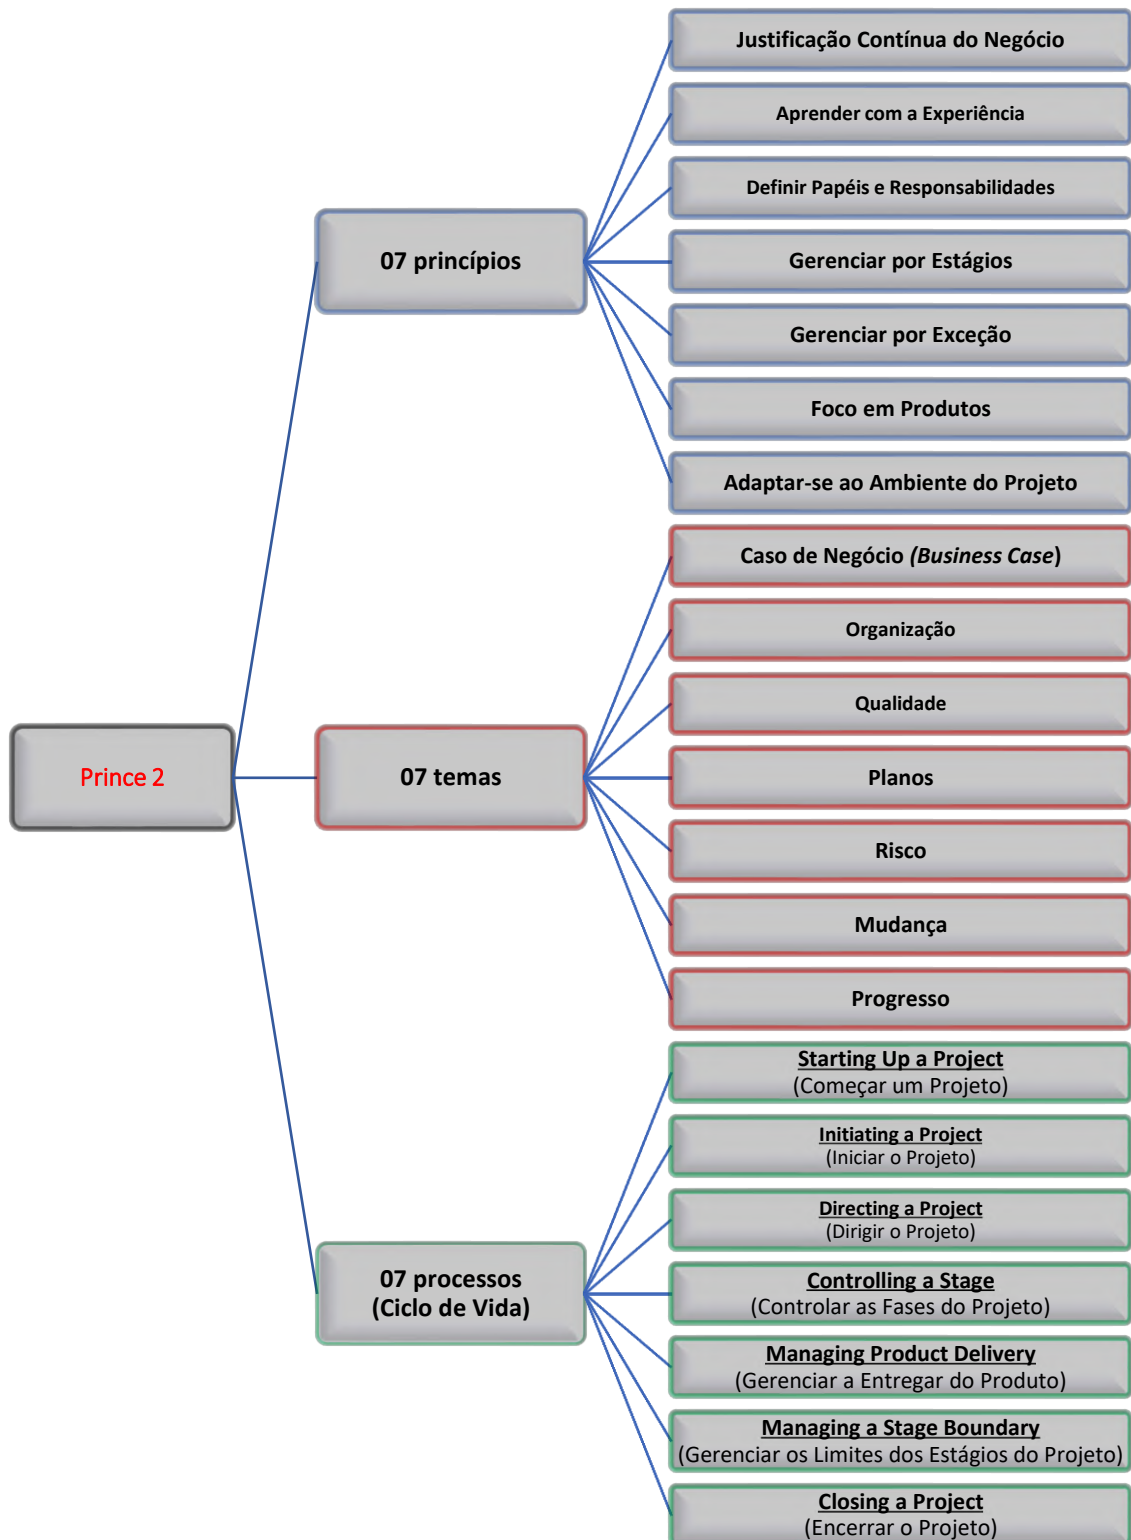 Prince 2
07 princípios
Justificação Contínua do Negócio
Aprender com a Experiência
Definir Papéis e Responsabilidades
Gerenciar por Estágios
Gerenciar por Exceção
Foco em Produtos
Adaptar-se ao Ambiente do Projeto
07 temas
Caso de Negócio (Business Case)
Organização
Qualidade
Planos
Risco
Mudança
Progresso
07 processos
(Ciclo de Vida)
Starting Up a Project
(Começar um Projeto)
Initiating a Project
(Iniciar o Projeto)
Directing a Project
(Dirigir o Projeto)
Controlling a Stage
(Controlar as Fases do Projeto)
Managing Product Delivery
(Gerenciar a Entregar do Produto)
Managing a Stage Boundary
(Gerenciar os Limites dos Estágios do Projeto)
Closing a Project
(Encerrar o Projeto)